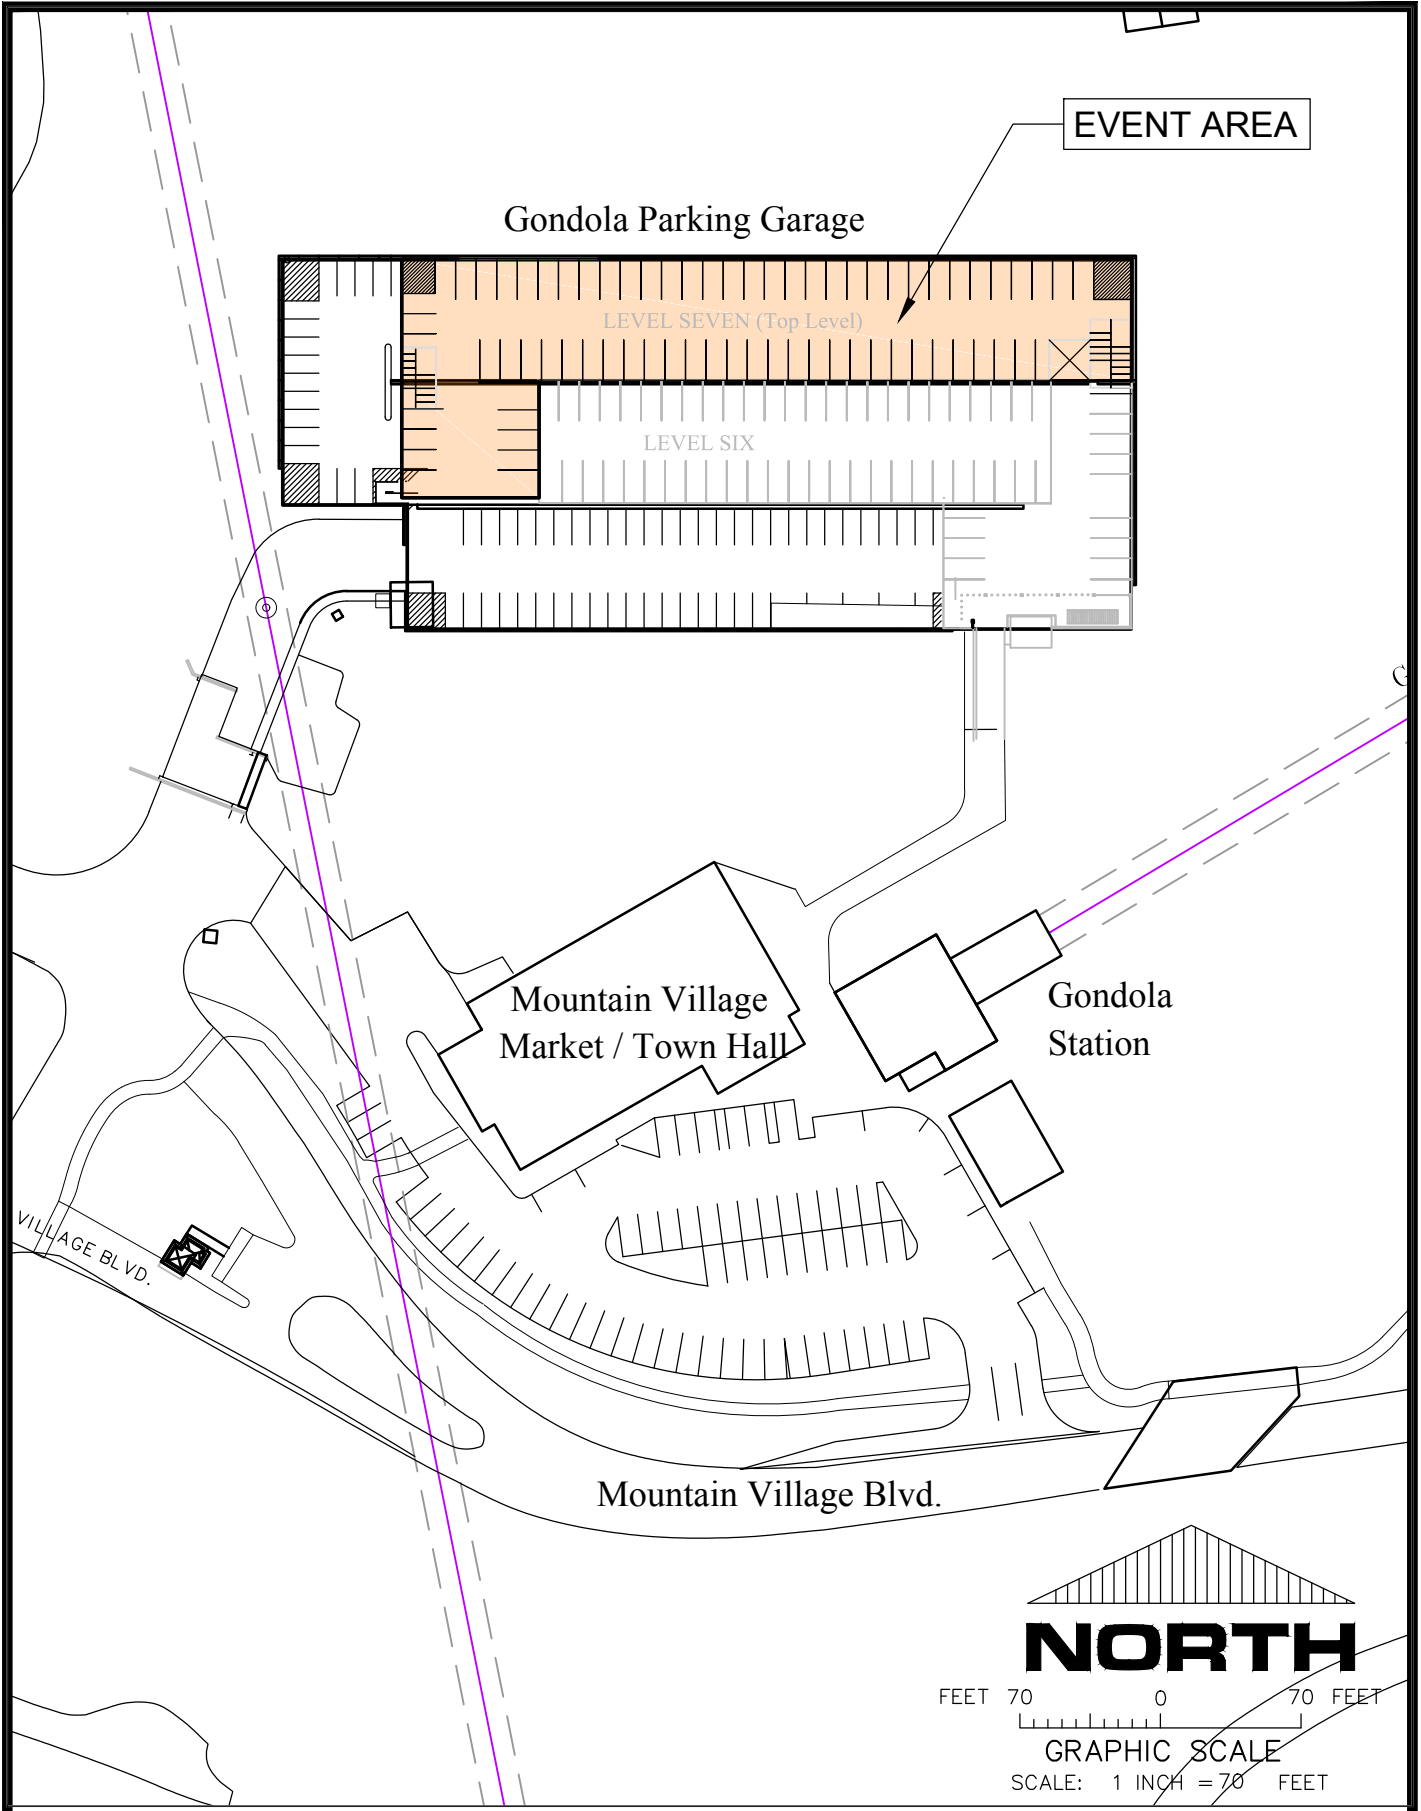 EVENT AREA
Gondola Parking Garage
LEVEL SEVEN (Top Level)
LEVEL SIX
Gondola
Station
Mountain Village
Market / Town Hall
VILLAGE BLVD.
Mountain Village Blvd.
NORTH
FEET 70 0 70 FEET
GRAPHIC SCALE
SCALE: 1 INCH = 70 FEET